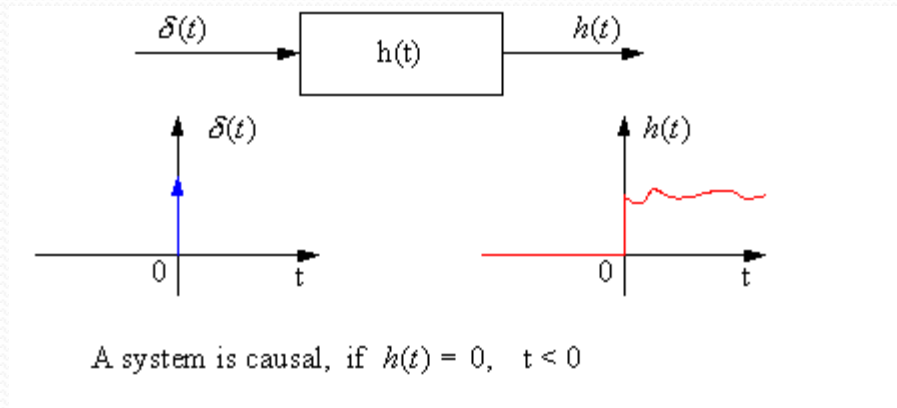 δ(t) h(t) h(t)
δ(t) h(t)
0 t 0 t
A system is causal, if h(t) = 0, t < 0